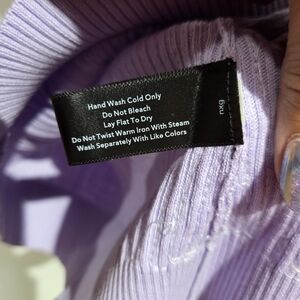 Hand Wash Cold Only
Do Not Bleach
Lay Flat To Dry
Do Not Twist Warm Iron With Steam
Wash Separately With Like Colors